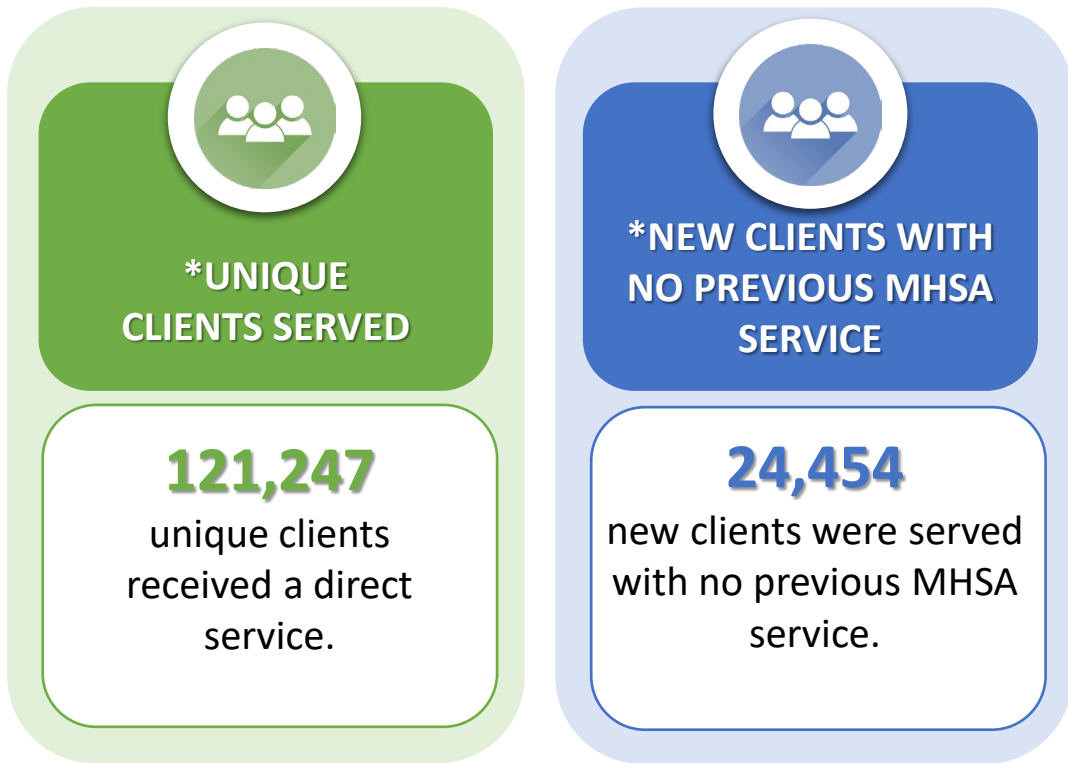 *UNIQUE
CLIENTS SERVED
121,247
unique clients
received a direct
service.
*NEW CLIENTS WITH
NO PREVIOUS MHSA
SERVICE
24,454
new clients were served
with no previous MHSA
service.